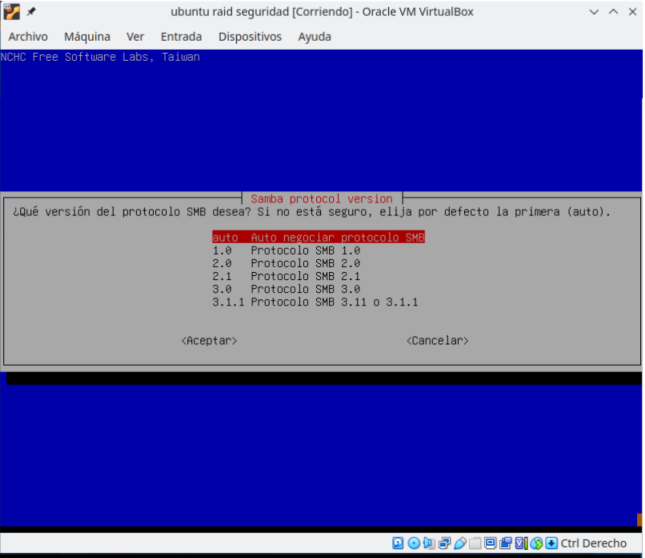 ubuntu raid seguridad [Corriendo] - Oracle VM VirtualBox
Archivo Máquina Ver Entrada Dispositivos Ayuda
NCHC Free Software Labs, Taiwan
Samba protocol version
¿Qué versión del protocolo SMB desea? Si no está seguro, elija por defecto la primera (auto).
auto Auto negociar protocolo SMB
1.0 Protocolo SMB 1.0
2.0 Protocolo SMB 2.0
2.1 Protocolo SMB 2.1
3.0 Protocolo SMB 3.0
3.1.1 Protocolo SMB 3.11 o 3.1.1
<Aceptar> <Cancelar>
Ctrl Derecho